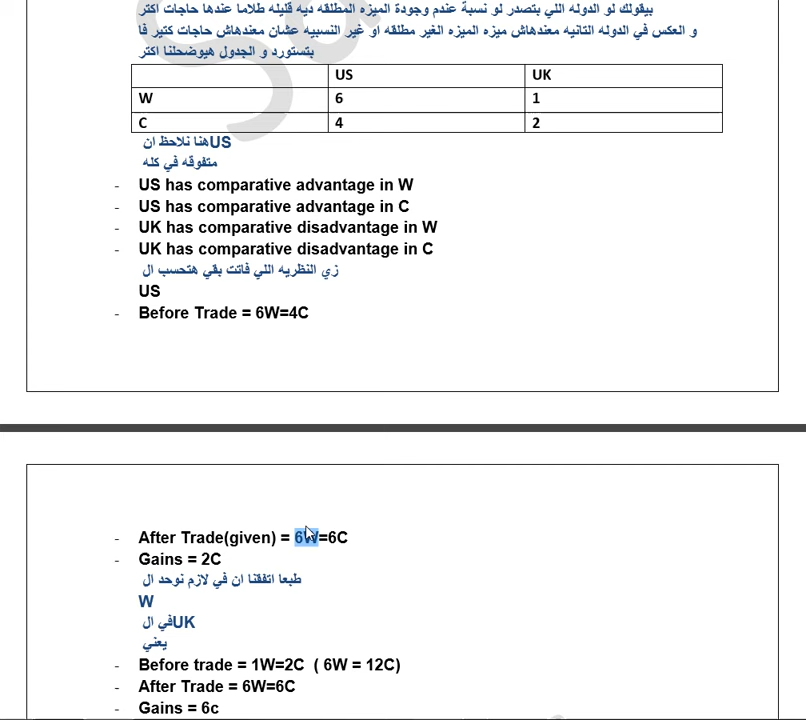 بيقولك لو الدوله اللي بتصدر لو نسبة عندم وجودة الميزه المطلقه ديه قليله طلاما عندها حاجات اكتر
و العكس في الدوله التانيه معندهاش ميزه الميزه الغير مطلقه او غير النسبيه عشان معندهاش حاجات كتير فا
بتستورد و الجدول هيوضحلنا اكتر
US UK
W 6 1
C 4 2
هنا نلاحظ ان US
متفوقه في كله
- US has comparative advantage in W
- US has comparative advantage in C
- UK has comparative disadvantage in W
- UK has comparative disadvantage in C
زي النظريه اللي فاتت بقي هتحسب ال
US
- Before Trade = 6W=4C
- After Trade(given) = 6W=6C
- Gains = 2C
طبعا اتفقنا ان في لازم نوحد ال
W
في ال UK
يعني
- Before trade = 1W=2C ( 6W = 12C)
- After Trade = 6W=6C
- Gains = 6c